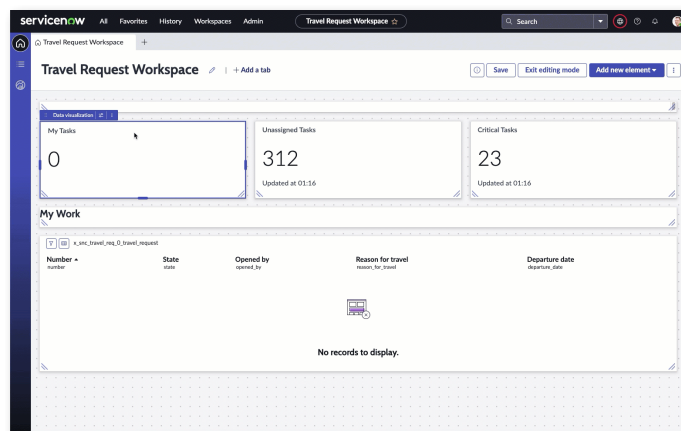 servicenow All Favorites History Workspaces Admin Travel Request Workspace Search
Travel Request Workspace
Travel Request Workspace + Add a tab Save Exit editing mode Add new element
Data visualization
My Tasks
0
Unassigned Tasks
312
Updated at 01:16
Critical Tasks
23
Updated at 01:16
My Work
x_snc_travel_req_0_travel_request
Number State Opened by Reason for travel Departure date
number state opened_by reason_for_travel departure_date
No records to display.